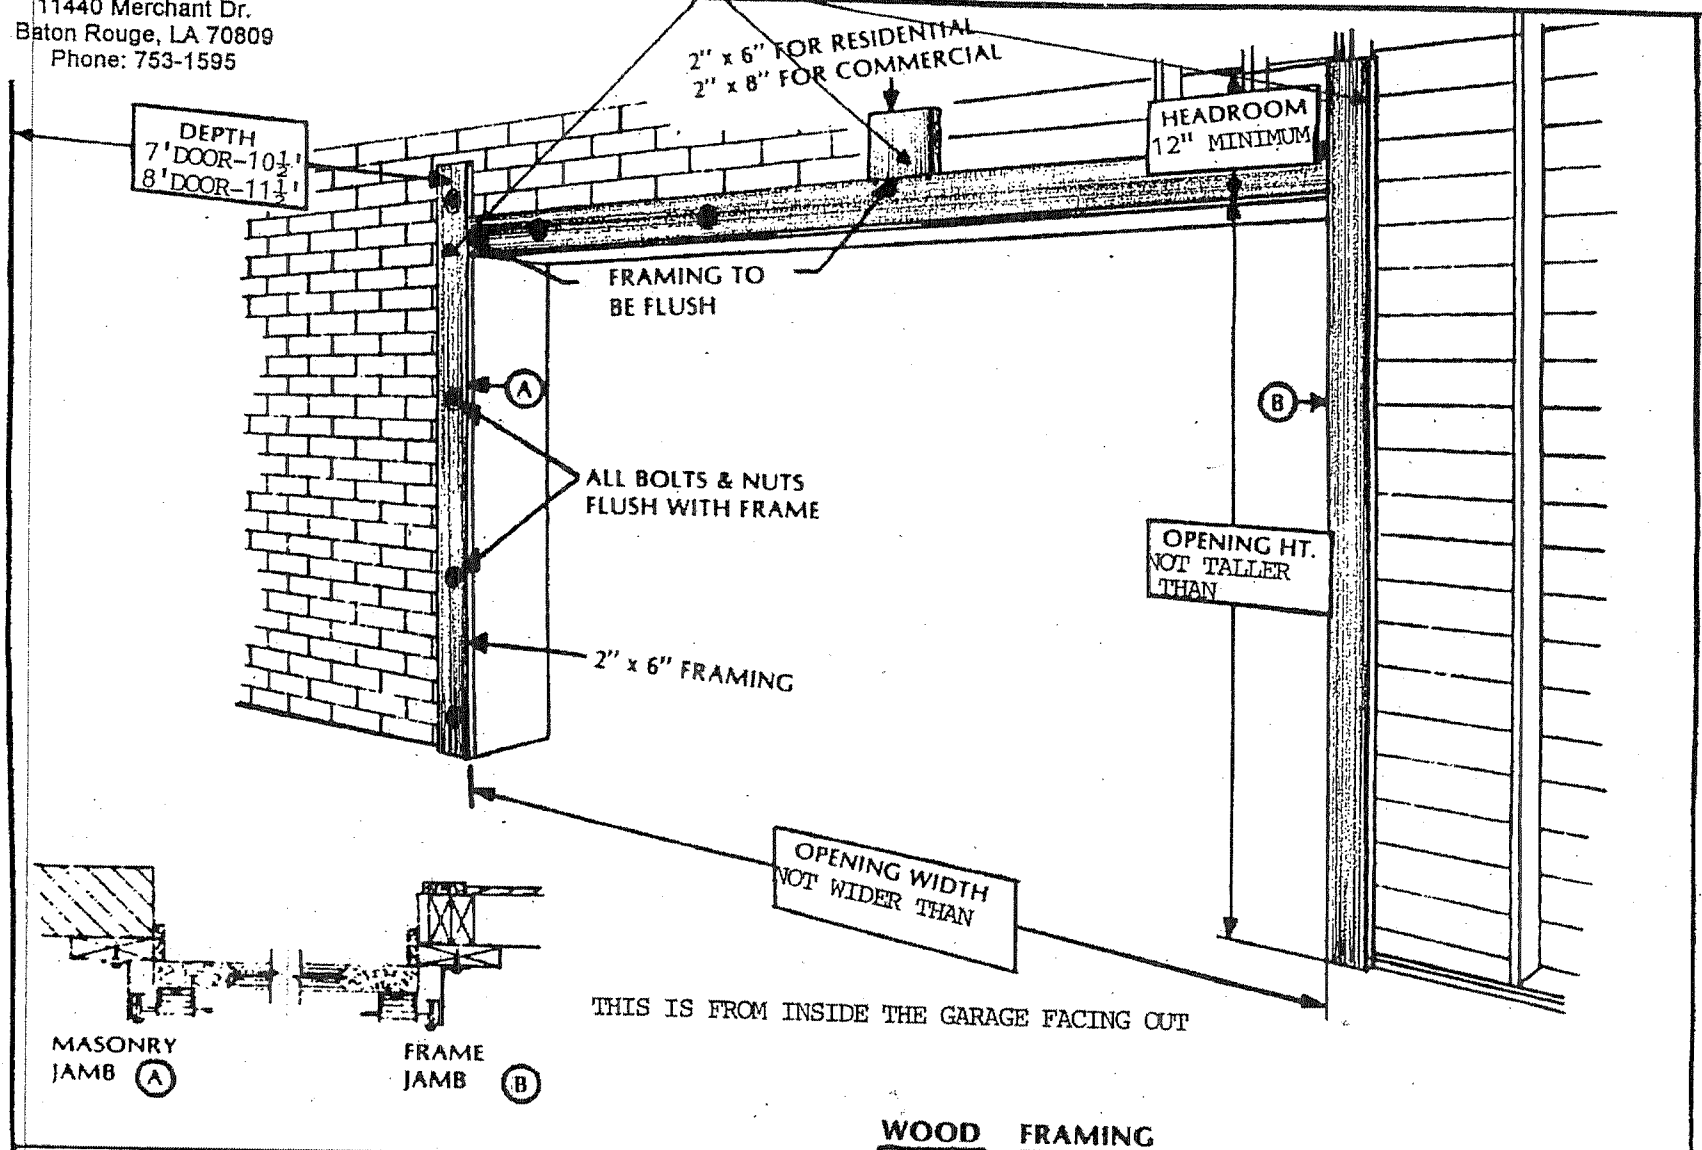 11440 Merchant Dr.
Baton Rouge, LA 70809
Phone: 753-1595
2" x 6" FOR RESIDENTIAL
2" x 8" FOR COMMERCIAL
DEPTH
7'DOOR-10½'
8'DOOR-11½'
HEADROOM
12" MINIMUM
FRAMING TO
BE FLUSH
A
B
ALL BOLTS & NUTS
FLUSH WITH FRAME
OPENING HT.
NOT TALLER
THAN
2" x 6" FRAMING
OPENING WIDTH
NOT WIDER THAN
THIS IS FROM INSIDE THE GARAGE FACING OUT
MASONRY
JAMB A
FRAME
JAMB B
WOOD FRAMING